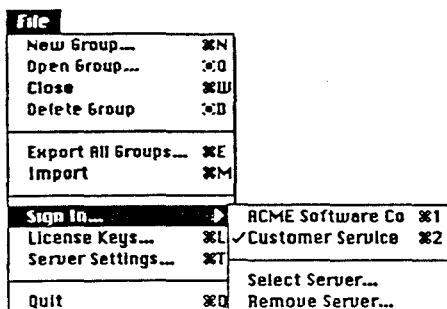 File
New Group... ⌘N
Open Group... ⌘O
Close ⌘W
Delete Group ⌘D
Export All Groups... ⌘E
Import ⌘M
Sign In...
License Keys... ⌘L
Server Settings... ⌘T
Quit ⌘Q
ACME Software Co ⌘1
✓Customer Service ⌘2
Select Server...
Remove Server...